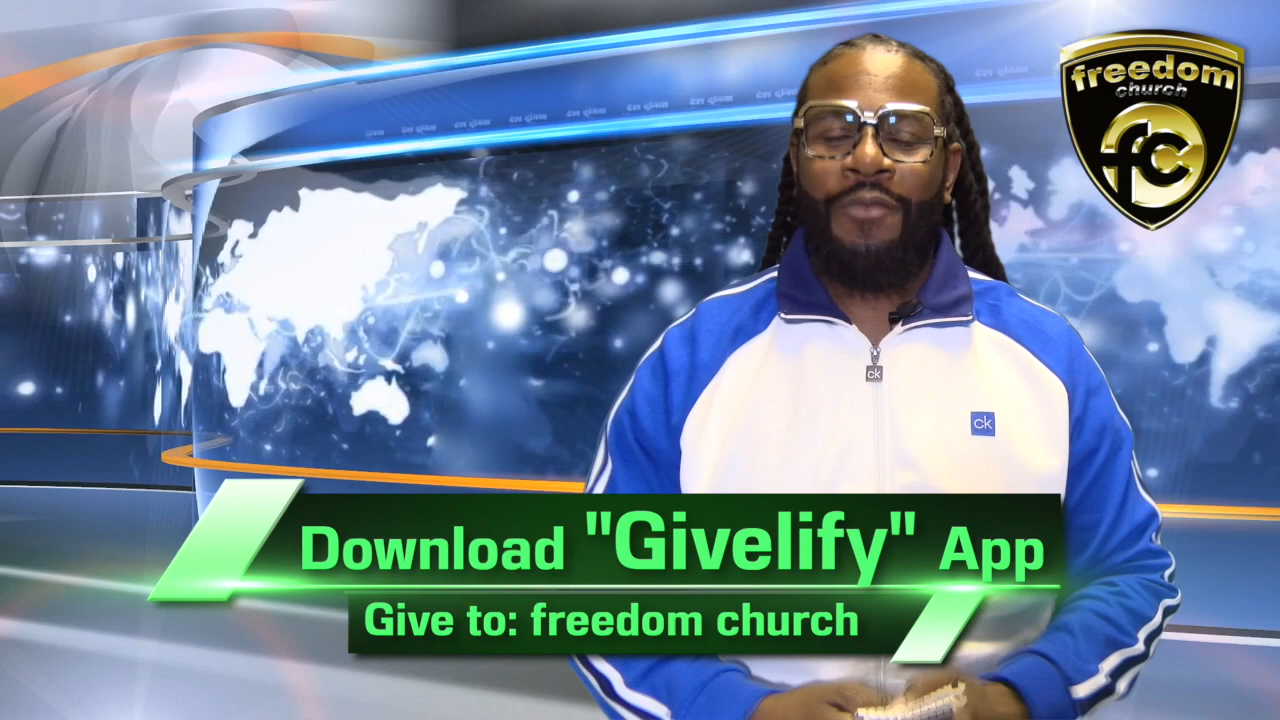 freedom
church
fc
ck
ck
Download "Givelify" App
Give to: freedom church